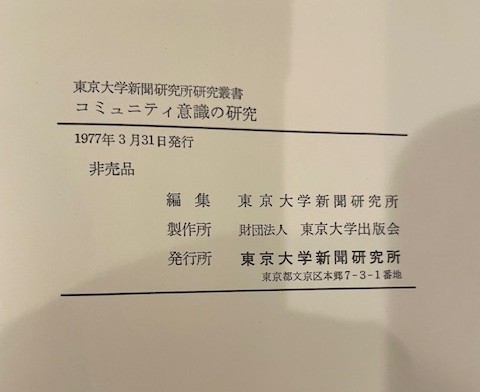 東京大学新聞研究所研究叢書
コミュニティ意識の研究
1977年3月31日発行
非売品
編集 東京大学新聞研究所
製作所 財団法人 東京大学出版会
発行所 東京大学新聞研究所
東京都文京区本郷7-3-1番地